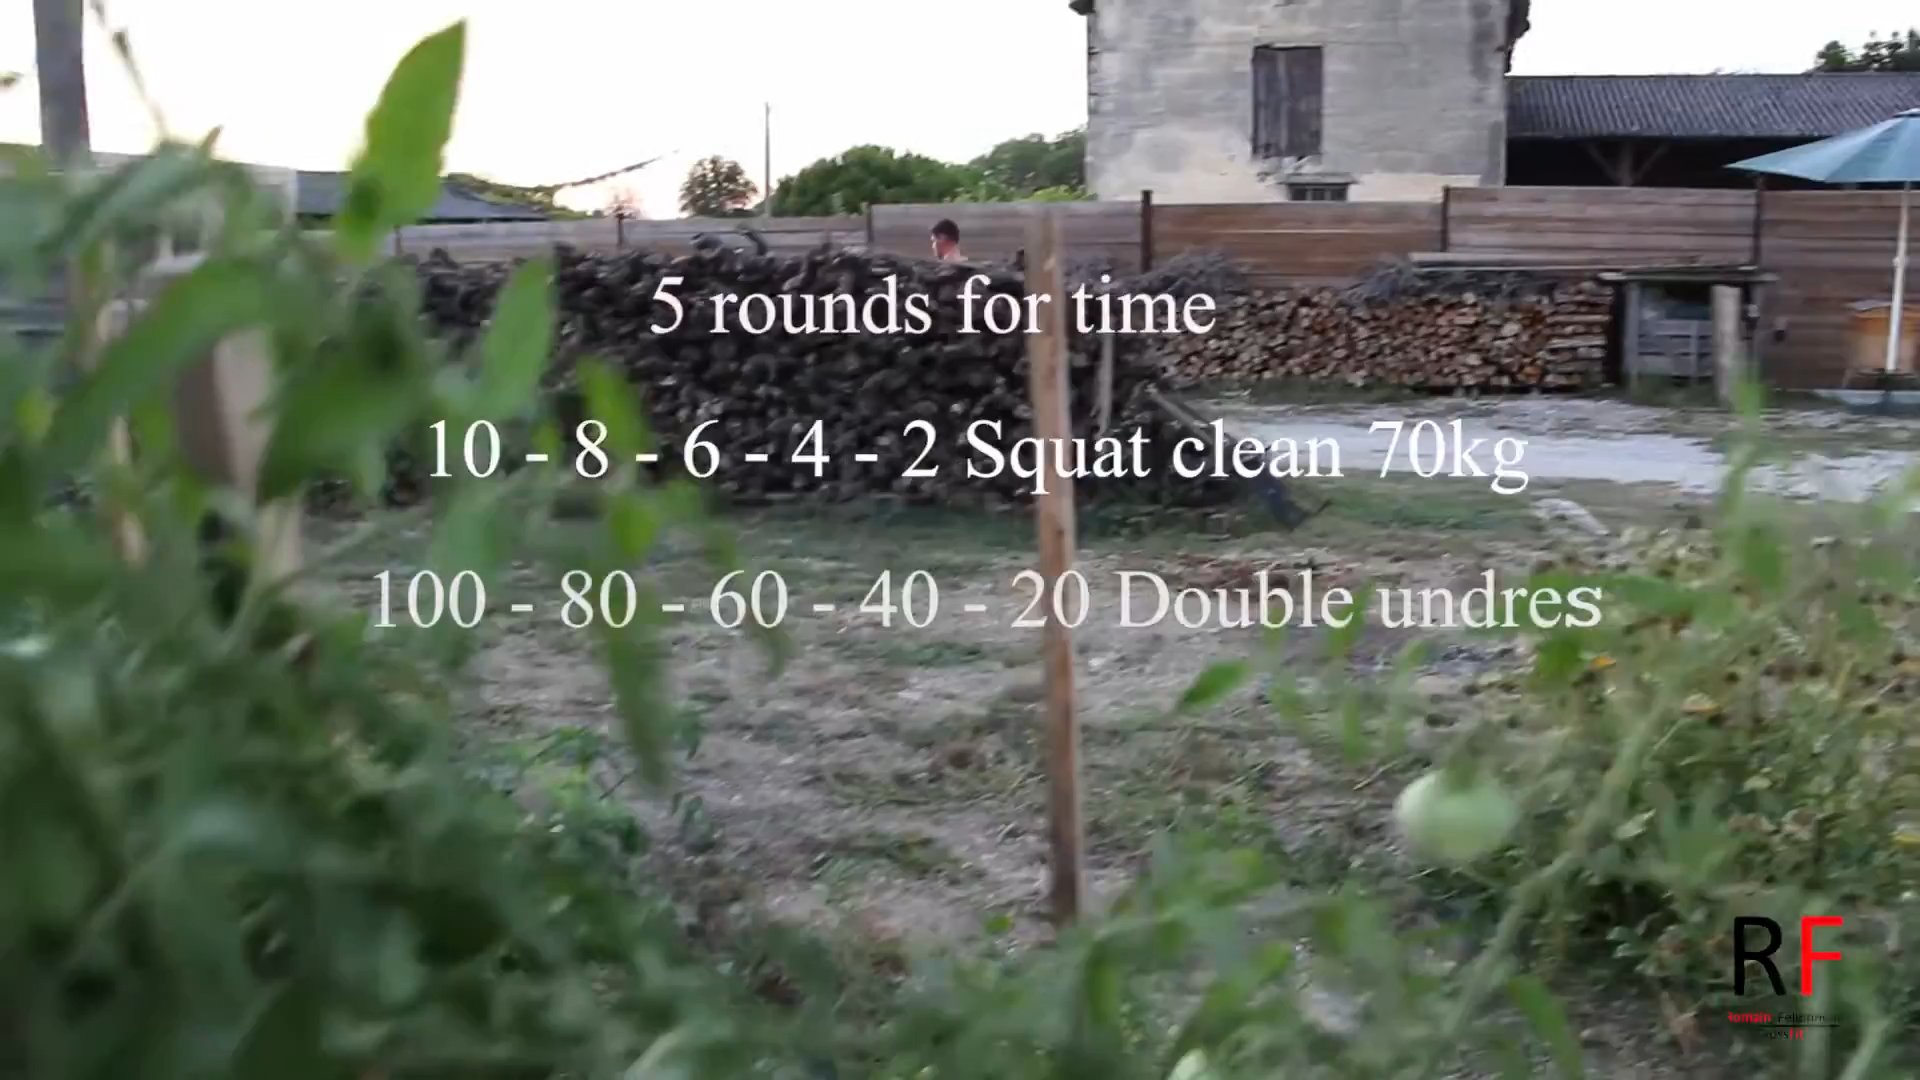 5 rounds for time
10 - 8 - 6 - 4 - 2 Squat clean 70kg
100 - 80 - 60 - 40 - 20 Double undres
RF
Romain